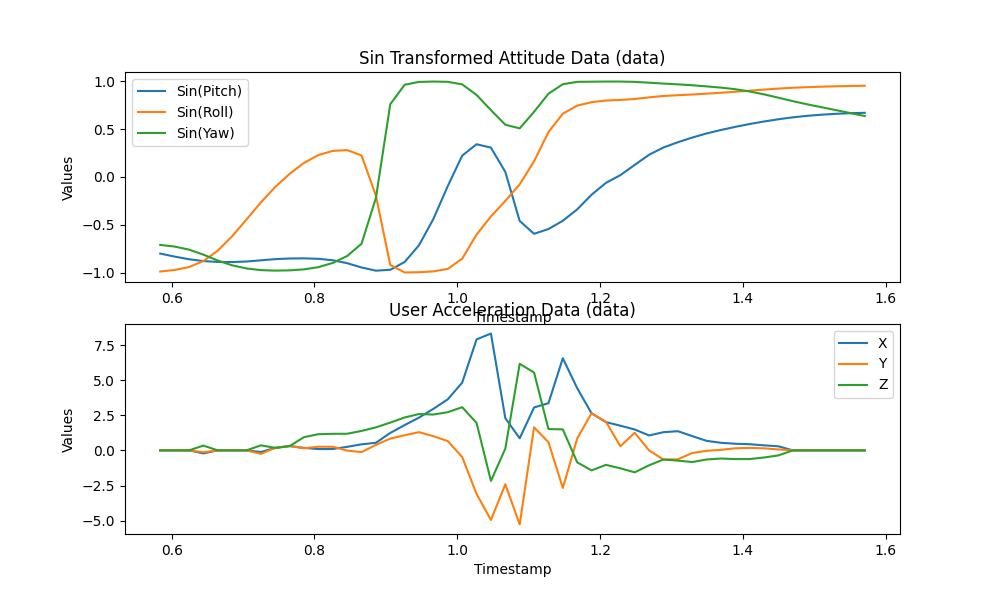 Sin Transformed Attitude Data (data)
Values
1.0
0.5
0.0
−0.5
−1.0
Sin(Pitch)
Sin(Roll)
Sin(Yaw)
0.6 0.8 1.0 1.2 1.4 1.6
Timestamp
User Acceleration Data (data)
Values
7.5
5.0
2.5
0.0
−2.5
−5.0
X
Y
Z
0.6 0.8 1.0 1.2 1.4 1.6
Timestamp